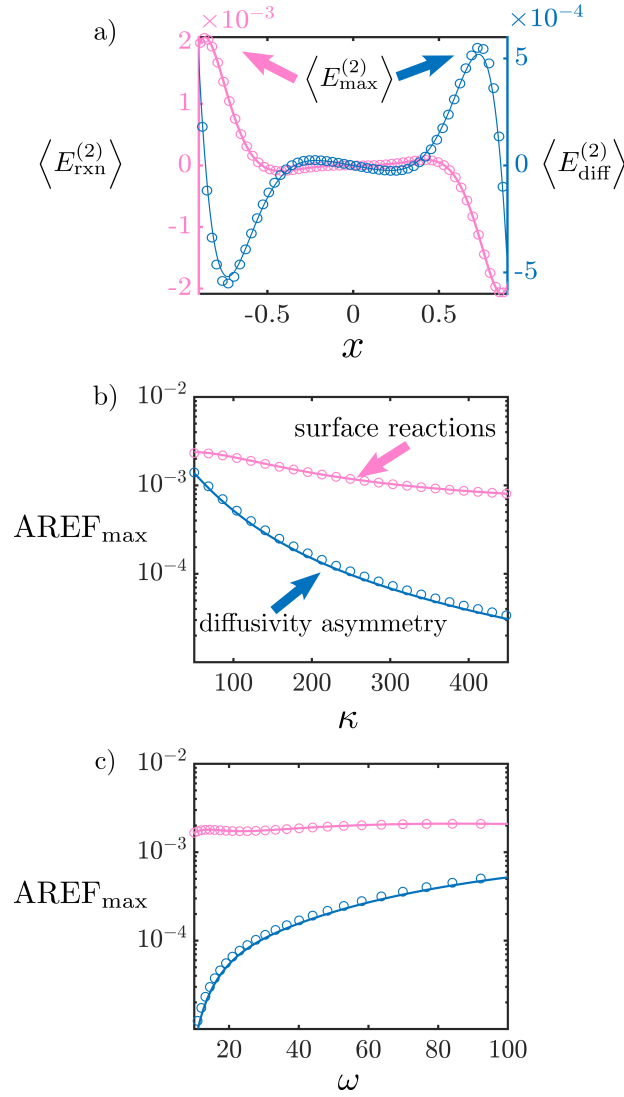 a)
×10⁻³
×10⁻⁴
2
1
0
-1
-2
5
0
-5
⟨E_rxn^(2)⟩
⟨E_max^(2)⟩
⟨E_diff^(2)⟩
-0.5 0 0.5
x
b)
10⁻²
10⁻³
10⁻⁴
AREF_max
surface reactions
diffusivity asymmetry
100 200 300 400
κ
c)
10⁻²
10⁻³
10⁻⁴
AREF_max
20 40 60 80 100
ω